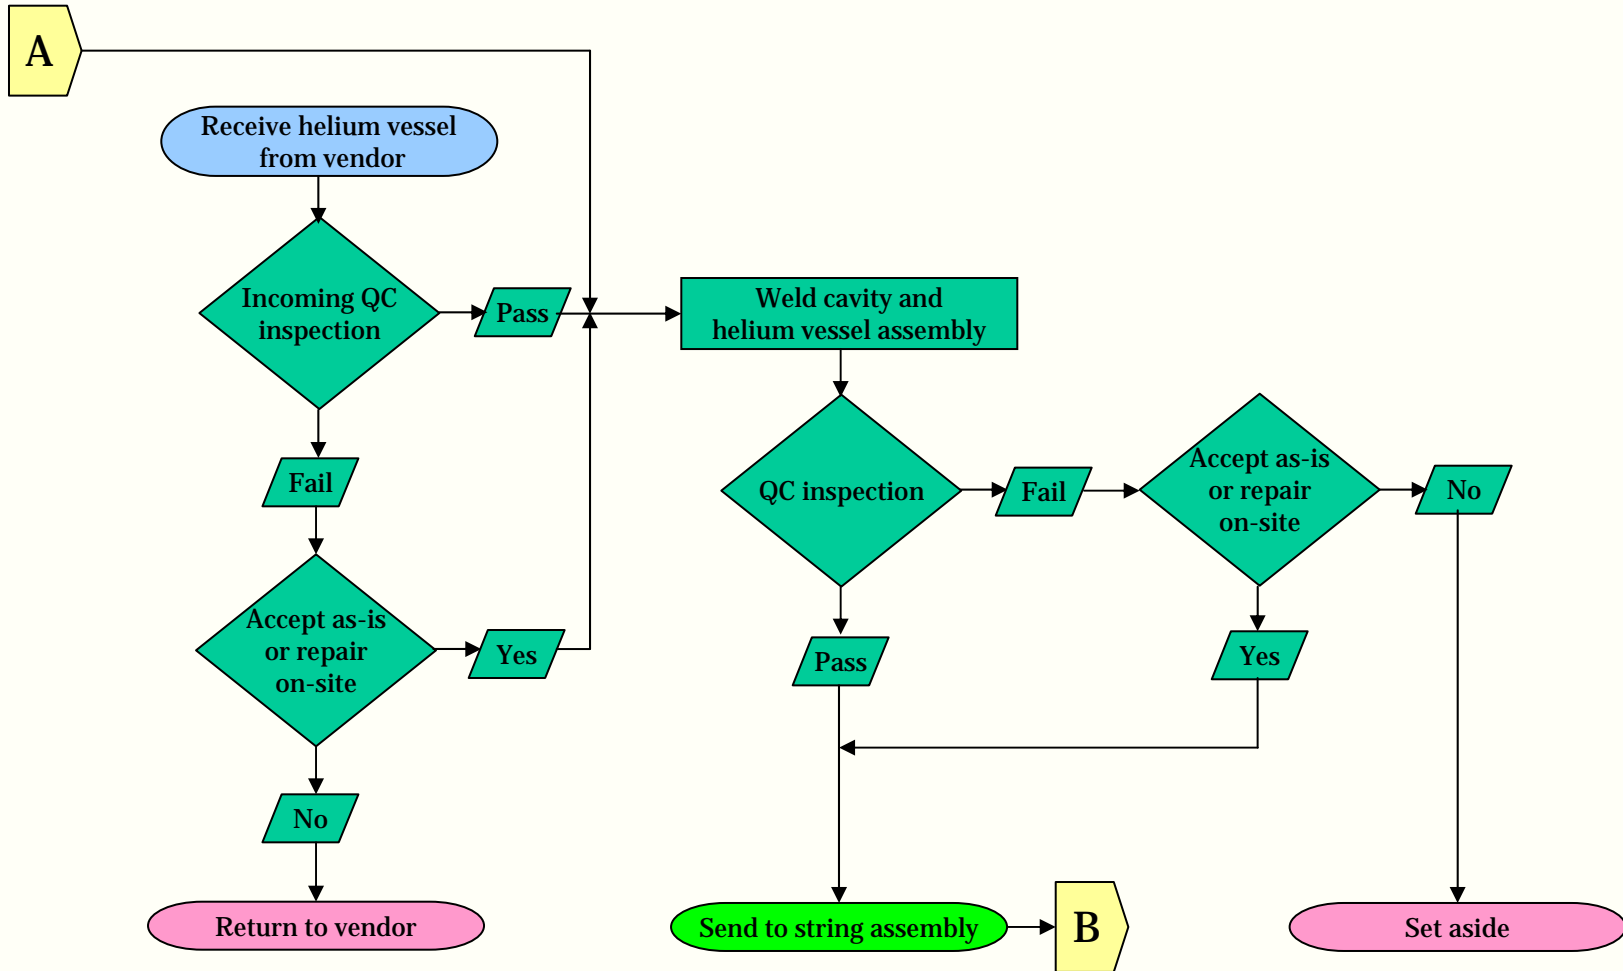 A
Receive helium vessel
from vendor
Incoming QC
inspection
Pass
Weld cavity and
helium vessel assembly
Fail
QC inspection
Fail
Accept as-is
or repair
on-site
No
Accept as-is
or repair
on-site
Yes
Pass
Yes
No
Return to vendor
Send to string assembly
B
Set aside